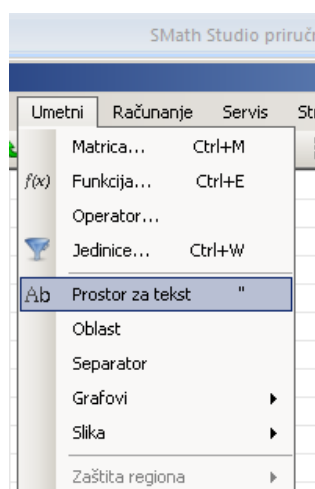 SMath Studio priruč
Umetni Računanje Servis St
Matrica... Ctrl+M
f(x) Funkcija... Ctrl+E
Operator...
Jedinice... Ctrl+W
Ab Prostor za tekst "
Oblast
Separator
Grafovi
Slika
Zaštita regiona